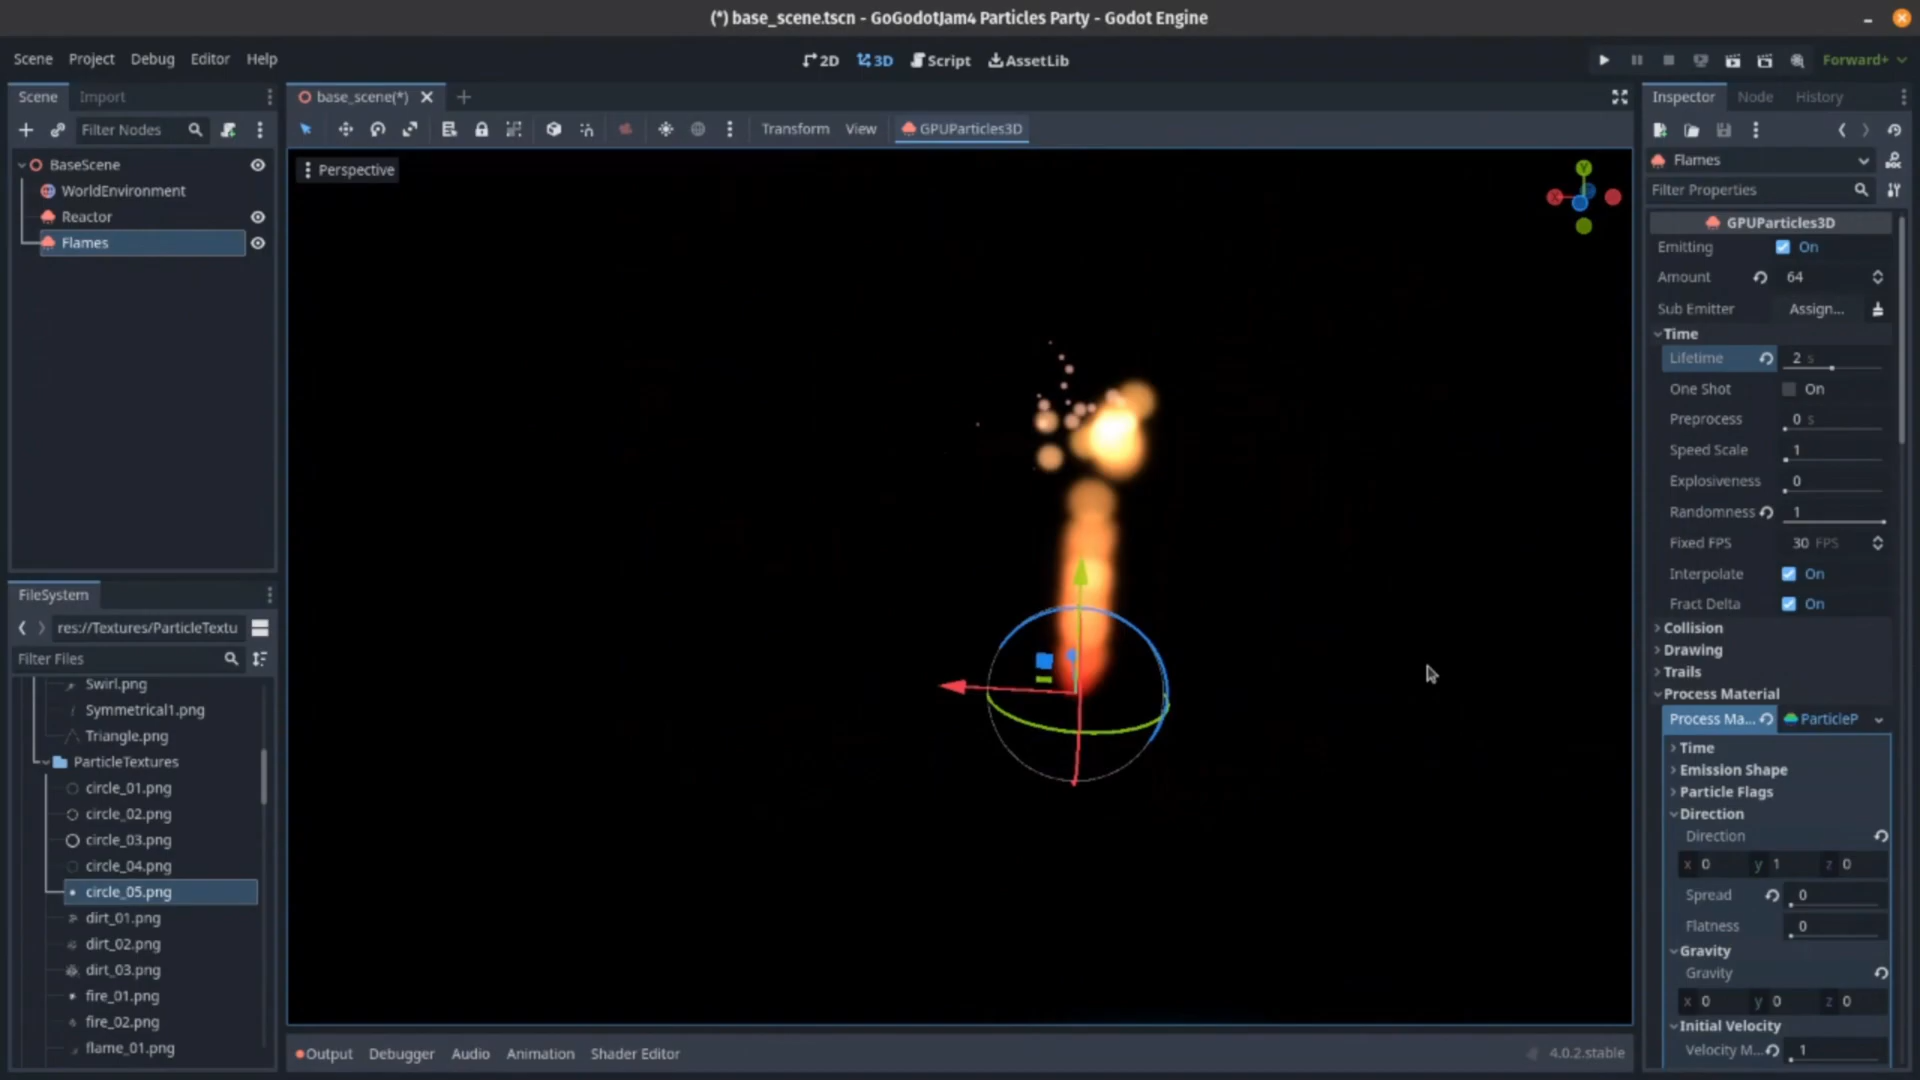 (*) base_scene.tscn - GoGodotJam4 Particles Party - Godot Engine
Scene Project Debug Editor Help
2D 3D Script AssetLib
Forward+
Scene Import
Filter Nodes
BaseScene
WorldEnvironment
Reactor
Flames
FileSystem
res://Textures/ParticleTextu
Filter Files
Swirl.png
Symmetrical1.png
Triangle.png
ParticleTextures
circle_01.png
circle_02.png
circle_03.png
circle_04.png
circle_05.png
dirt_01.png
dirt_02.png
dirt_03.png
fire_01.png
fire_02.png
flame_01.png
base_scene(*)
Transform View GPUParticles3D
Perspective
Y
X
Output Debugger Audio Animation Shader Editor
4.0.2.stable
Inspector Node History
Flames
Filter Properties
GPUParticles3D
Emitting On
Amount 64
Sub Emitter Assign...
Time
Lifetime 2 s
One Shot On
Preprocess 0 s
Speed Scale 1
Explosiveness 0
Randomness 1
Fixed FPS 30 FPS
Interpolate On
Fract Delta On
Collision
Drawing
Trails
Process Material
Process Ma... ParticleP
Time
Emission Shape
Particle Flags
Direction
Direction
x 0 y 1 z 0
Spread 0
Flatness 0
Gravity
Gravity
x 0 y 0 z 0
Initial Velocity
Velocity M... 1